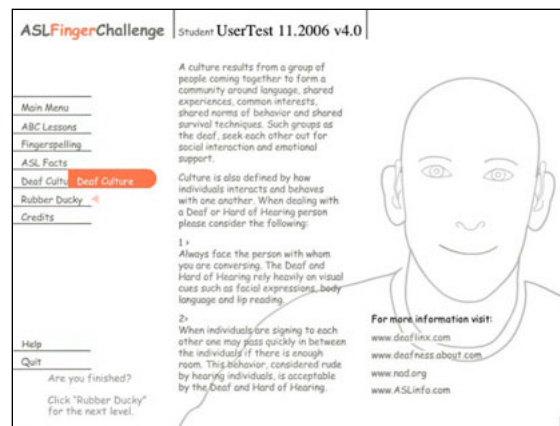 ASLFingerChallenge
Student UserTest 11.2006 v4.0
Main Menu
ABC Lessons
Fingerspelling
ASL Facts
Deaf Cultu Deaf Culture
Rubber Ducky
Credits
Help
Quit
Are you finished?
Click "Rubber Ducky"
for the next level.
A culture results from a group of
people coming together to form a
community around language, shared
experiences, common interests,
shared norms of behavior and shared
survival techniques. Such groups as
the deaf, seek each other out for
social interaction and emotional
support.
Culture is also defined by how
individuals interacts and behaves
with one another. When dealing with
a Deaf or Hard of Hearing person
please consider the following:
1>
Always face the person with whom
you are conversing. The Deaf and
Hard of Hearing rely heavily on visual
cues such as facial expressions, body
language and lip reading.
2>
When individuals are signing to each
other one may pass quickly in between
the individuals if there is enough
room. This behavior, considered rude
by hearing individuals, is acceptable
by the Deaf and Hard of Hearing.
For more information visit:
www.deaflinx.com
www.deafness.about.com
www.nad.org
www.ASLinfo.com